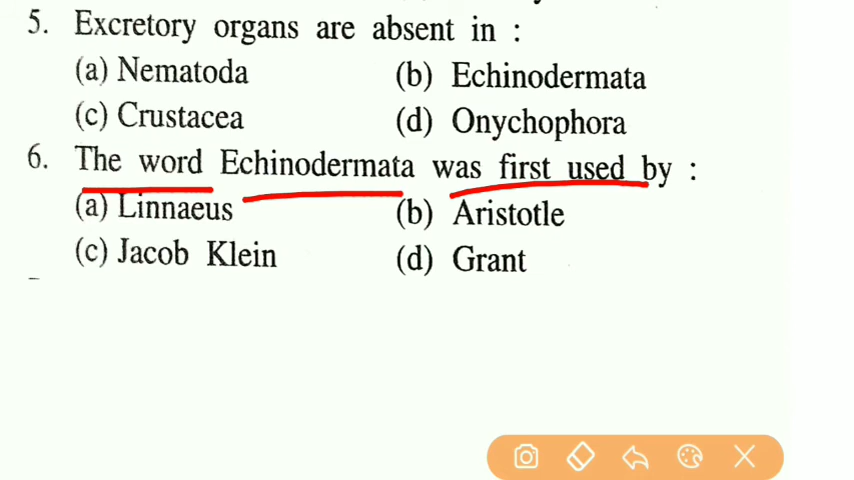 5. Excretory organs are absent in :
(a) Nematoda (b) Echinodermata
(c) Crustacea (d) Onychophora
6. The word Echinodermata was first used by :
(a) Linnaeus (b) Aristotle
(c) Jacob Klein (d) Grant